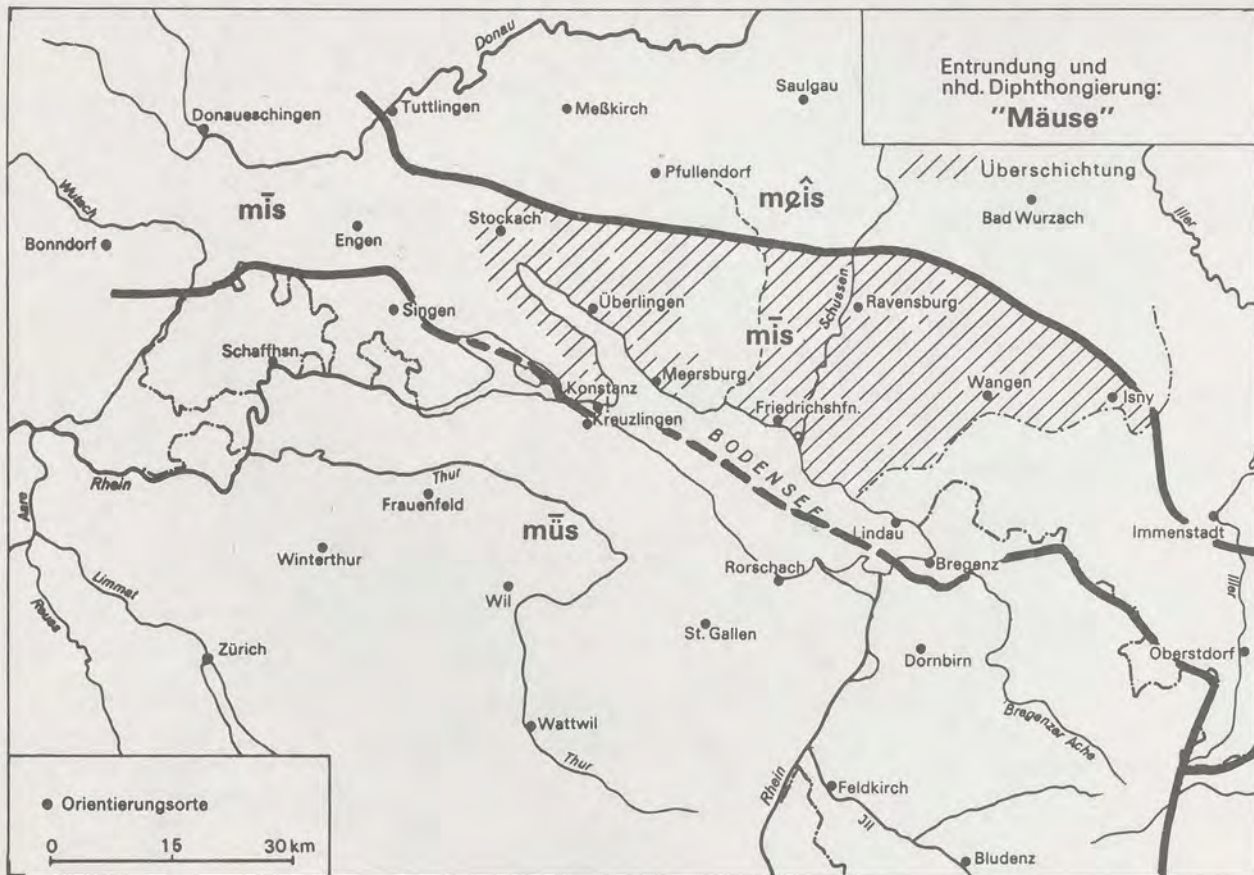 Entrundung und
nhd. Diphthongierung:
"Mäuse"
Überschichtung
Donau
Saulgau
Tuttlingen
Meßkirch
Donaueschingen
Pfullendorf
Wutach
mīs
Stockach
Bad Wurzach
Iller
Bonndorf
Engen
Überlingen
Singen
mīs
Schussen
Ravensburg
Schaffhsn.
Konstanz
Meersburg
Wangen
Isny
Kreuzlingen
Friedrichshfn.
BODENSEE
Rhein
Thur
Aare
Frauenfeld
mǖs
Lindau
Immenstadt
Winterthur
Bregenz
Rorschach
Limmat
Wil
Iller
Reuss
St. Gallen
Zürich
Dornbirn
Oberstdorf
Wattwil
Bregenzer Ache
Thur
Rhein
Feldkirch
Ill
Bludenz
Orientierungsorte
0 15 30 km